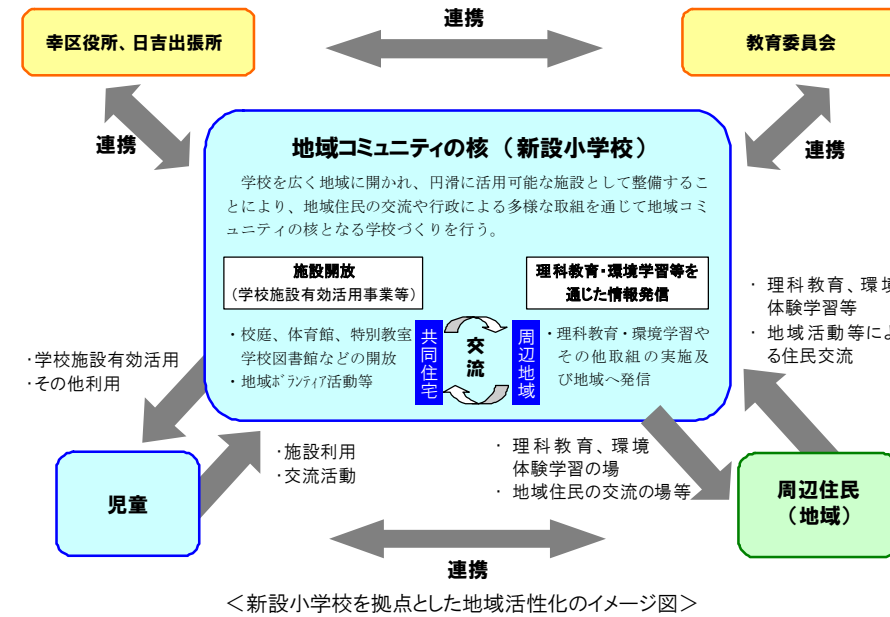 連携
幸区役所、日吉出張所
教育委員会
連携
連携
地域コミュニティの核（新設小学校）
学校を広く地域に開かれ、円滑に活用可能な施設として整備するこ
とにより、地域住民の交流や行政による多様な取組を通じて地域コミ
ュニティの核となる学校づくりを行う。
施設開放
（学校施設有効活用事業等）
理科教育・環境学習等を
通じた情報発信
・校庭、体育館、特別教室
学校図書館などの開放
・地域ﾎﾞﾗﾝﾃｨｱ活動等
共同住宅
交流
周辺地域
・理科教育・環境学習や
その他取組の実施及
び地域へ発信
・理科教育、環境
体験学習等
・地域活動等によ
る住民交流
・学校施設有効活用
・その他利用
・施設利用
・交流活動
・理科教育、環境
体験学習の場
・地域住民の交流の場等
児童
周辺住民
（地域）
連携
＜新設小学校を拠点とした地域活性化のイメージ図＞